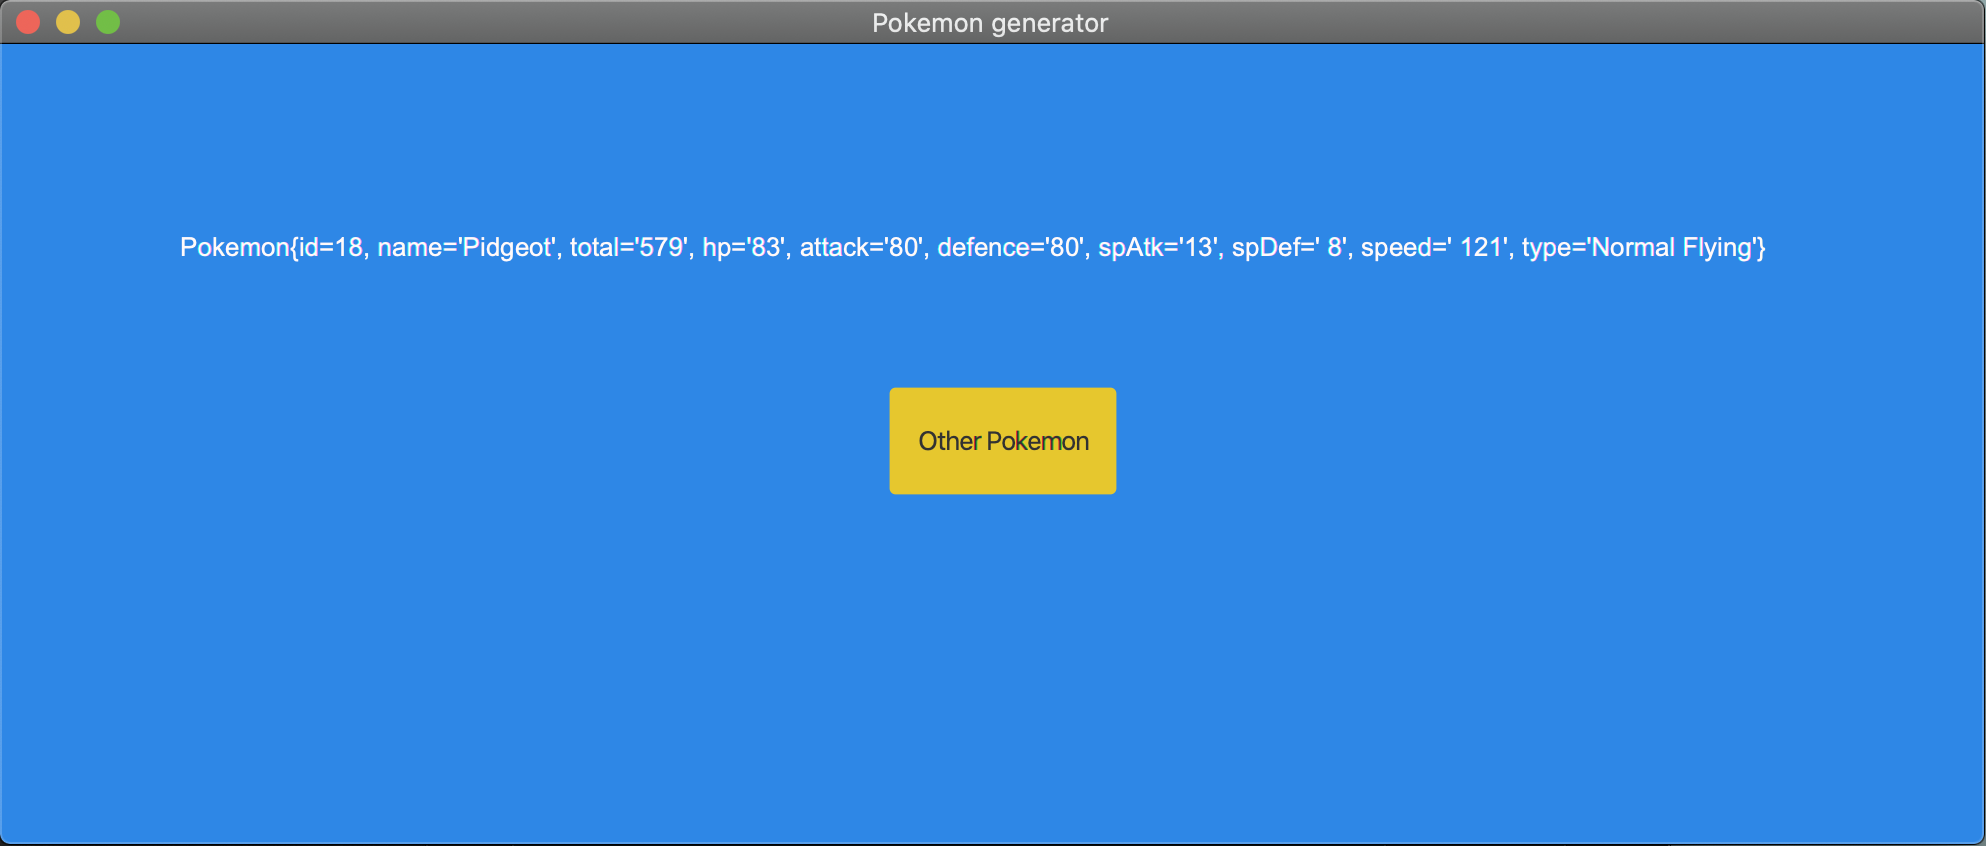 Pokemon generator
Pokemon{id=18, name='Pidgeot', total='579', hp='83', attack='80', defence='80', spAtk='13', spDef=' 8', speed=' 121', type='Normal Flying'}
Other Pokemon